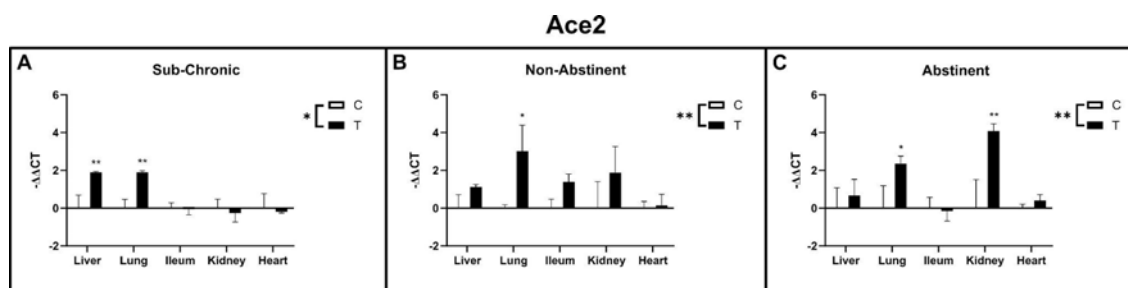 Ace2
A
Sub-Chronic
-ΔΔCT
6
4
2
0
-2
**
**
*
C
T
Liver Lung Ileum Kidney Heart
B
Non-Abstinent
-ΔΔCT
6
4
2
0
-2
*
**
C
T
Liver Lung Ileum Kidney Heart
C
Abstinent
-ΔΔCT
6
4
2
0
-2
*
**
**
C
T
Liver Lung Ileum Kidney Heart